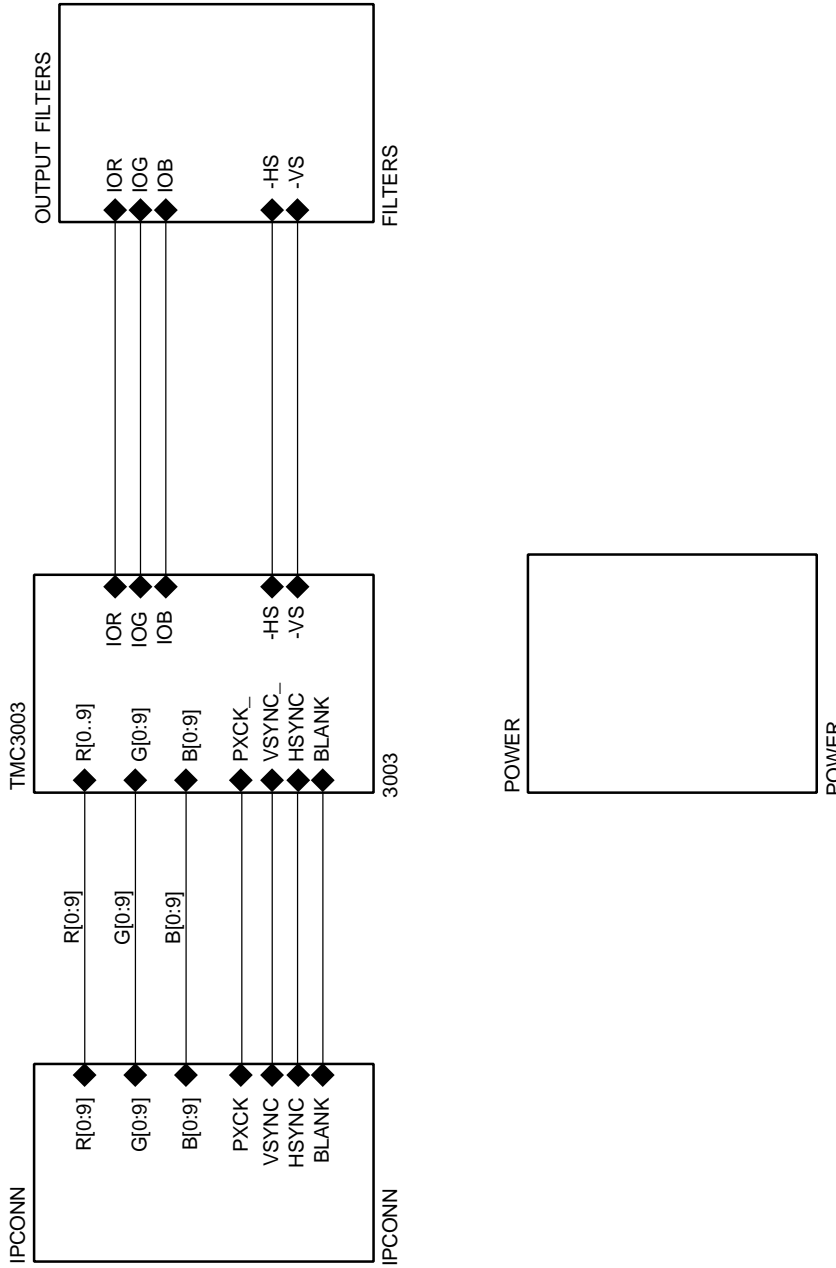 IPCONN
R[0:9]
G[0:9]
B[0:9]
PXCK
VSYNC
HSYNC
BLANK
IPCONN
R[0:9]
G[0:9]
B[0:9]
TMC3003
R[0..9]
G[0:9]
B[0:9]
PXCK_
VSYNC_
HSYNC
BLANK
IOR
IOG
IOB
-HS
-VS
3003
OUTPUT FILTERS
IOR
IOG
IOB
-HS
-VS
FILTERS
POWER
POWER